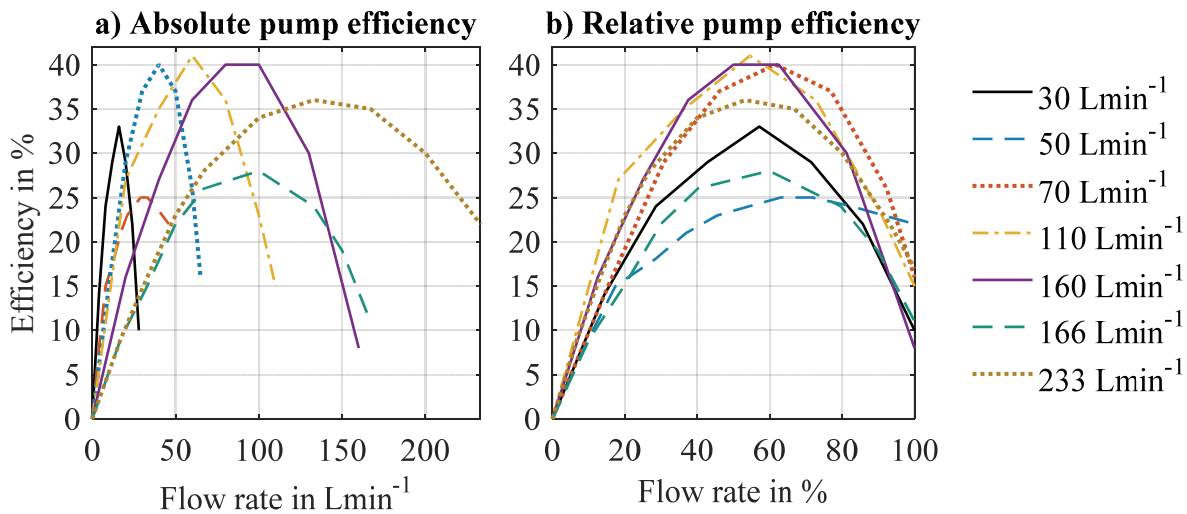 a) Absolute pump efficiency
b) Relative pump efficiency
Efficiency in %
40
35
30
25
20
15
10
5
0
0
50
100
150
200
Flow rate in Lmin⁻¹
40
35
30
25
20
15
10
5
0
0
20
40
60
80
100
Flow rate in %
30 Lmin⁻¹
50 Lmin⁻¹
70 Lmin⁻¹
110 Lmin⁻¹
160 Lmin⁻¹
166 Lmin⁻¹
233 Lmin⁻¹